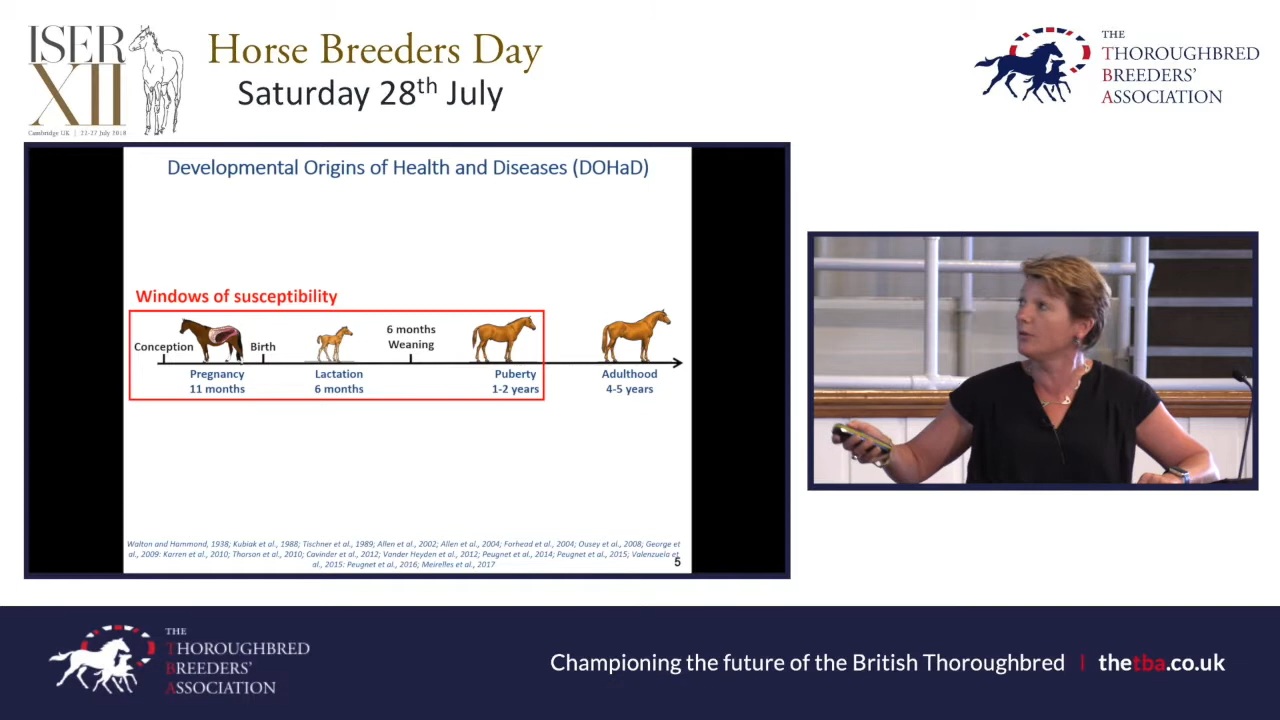 ISER
XII
Cambridge UK | 22-27 July 2018
Horse Breeders Day
Saturday 28th July
THE
THOROUGHBRED
BREEDERS'
ASSOCIATION
Developmental Origins of Health and Diseases (DOHaD)
Windows of susceptibility
Conception
Birth
6 months
Weaning
Pregnancy
11 months
Lactation
6 months
Puberty
1-2 years
Adulthood
4-5 years
Walton and Hammond, 1938; Kubiak et al., 1988; Tischner et al., 1989; Allen et al., 2002; Allen et al., 2004; Forhead et al., 2004; Ousey et al., 2008; George et
al., 2009: Karren et al., 2010; Thorson et al., 2010; Cavinder et al., 2012; Vander Heyden et al., 2012; Peugnet et al., 2014; Peugnet et al., 2015; Valenzuela et
al., 2015: Peugnet et al., 2016; Meirelles et al., 2017
5
THE
THOROUGHBRED
BREEDERS'
ASSOCIATION
Championing the future of the British Thoroughbred | thetba.co.uk